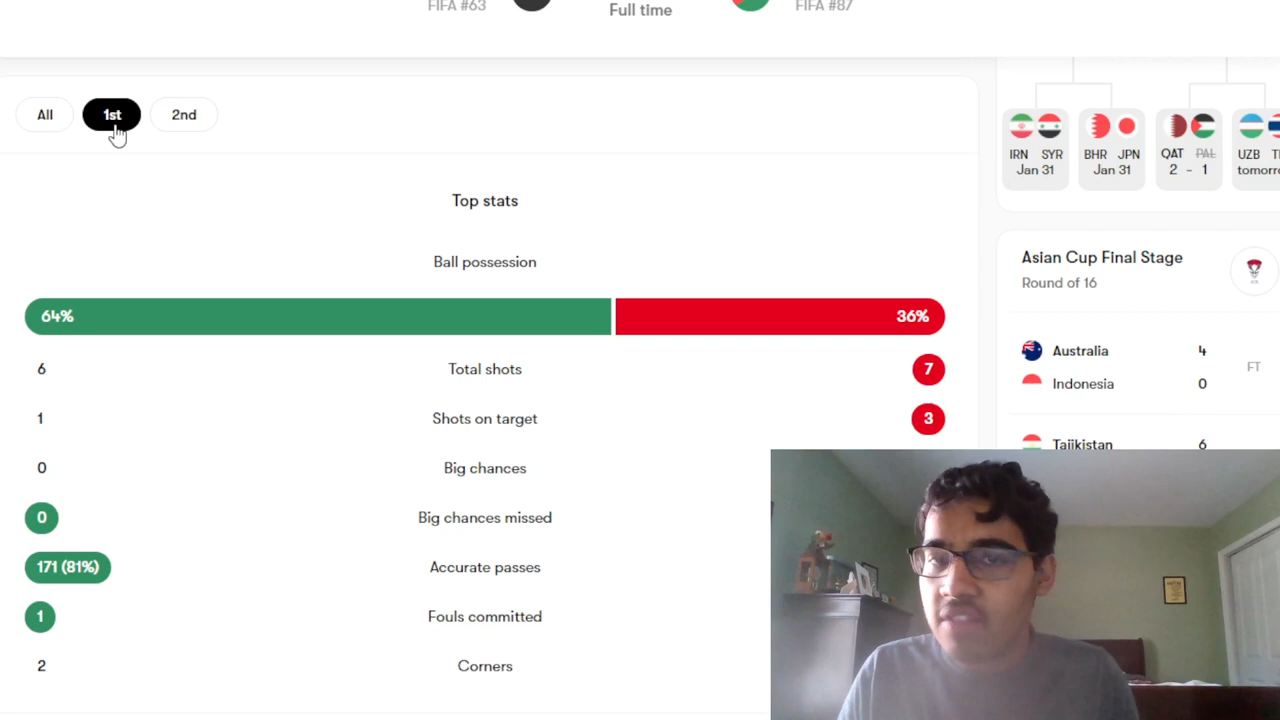 FIFA #63
Full time
FIFA #87
All
1st
2nd
Top stats
Ball possession
64%
36%
6
Total shots
7
1
Shots on target
3
0
Big chances
0
Big chances missed
171 (81%)
Accurate passes
1
Fouls committed
2
Corners
IRN SYR
Jan 31
BHR JPN
Jan 31
QAT PAL
2 - 1
UZB
tomorro
Asian Cup Final Stage
Round of 16
Australia 4
FT
Indonesia 0
Tajikistan 6